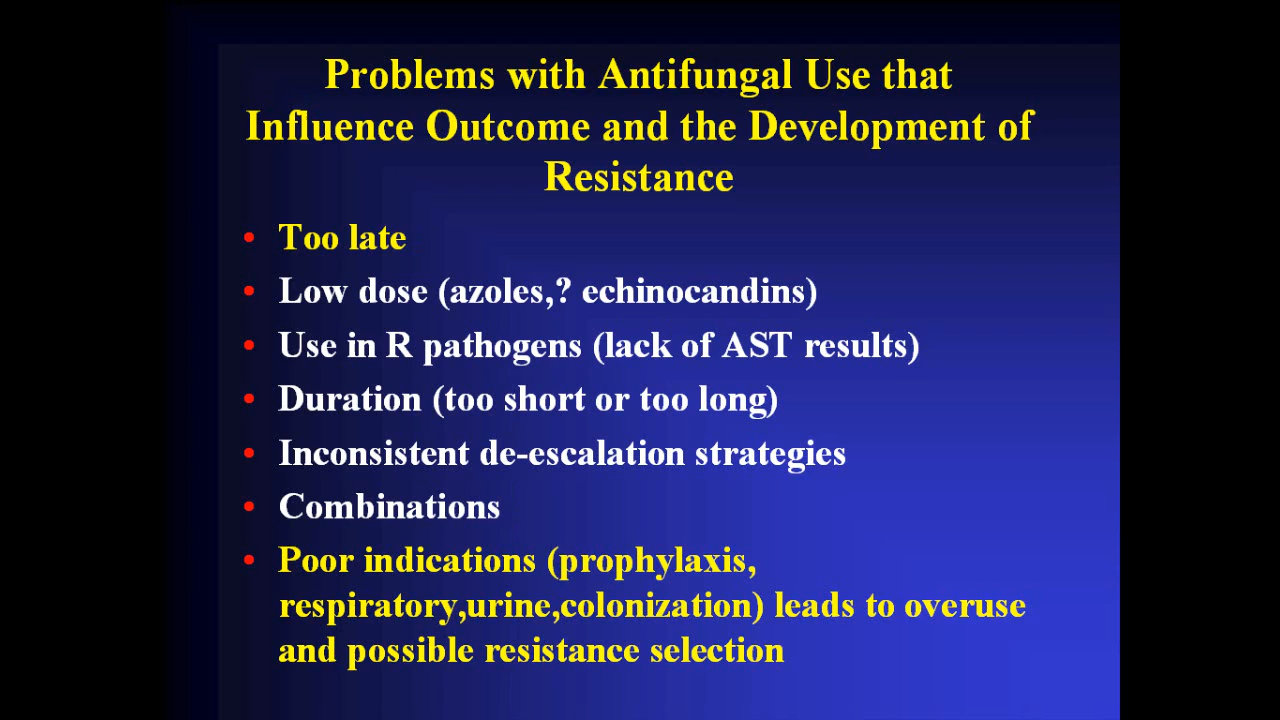 Problems with Antifungal Use that
Influence Outcome and the Development of
Resistance
• Too late
• Low dose (azoles,? echinocandins)
• Use in R pathogens (lack of AST results)
• Duration (too short or too long)
• Inconsistent de-escalation strategies
• Combinations
• Poor indications (prophylaxis,
respiratory,urine,colonization) leads to overuse
and possible resistance selection